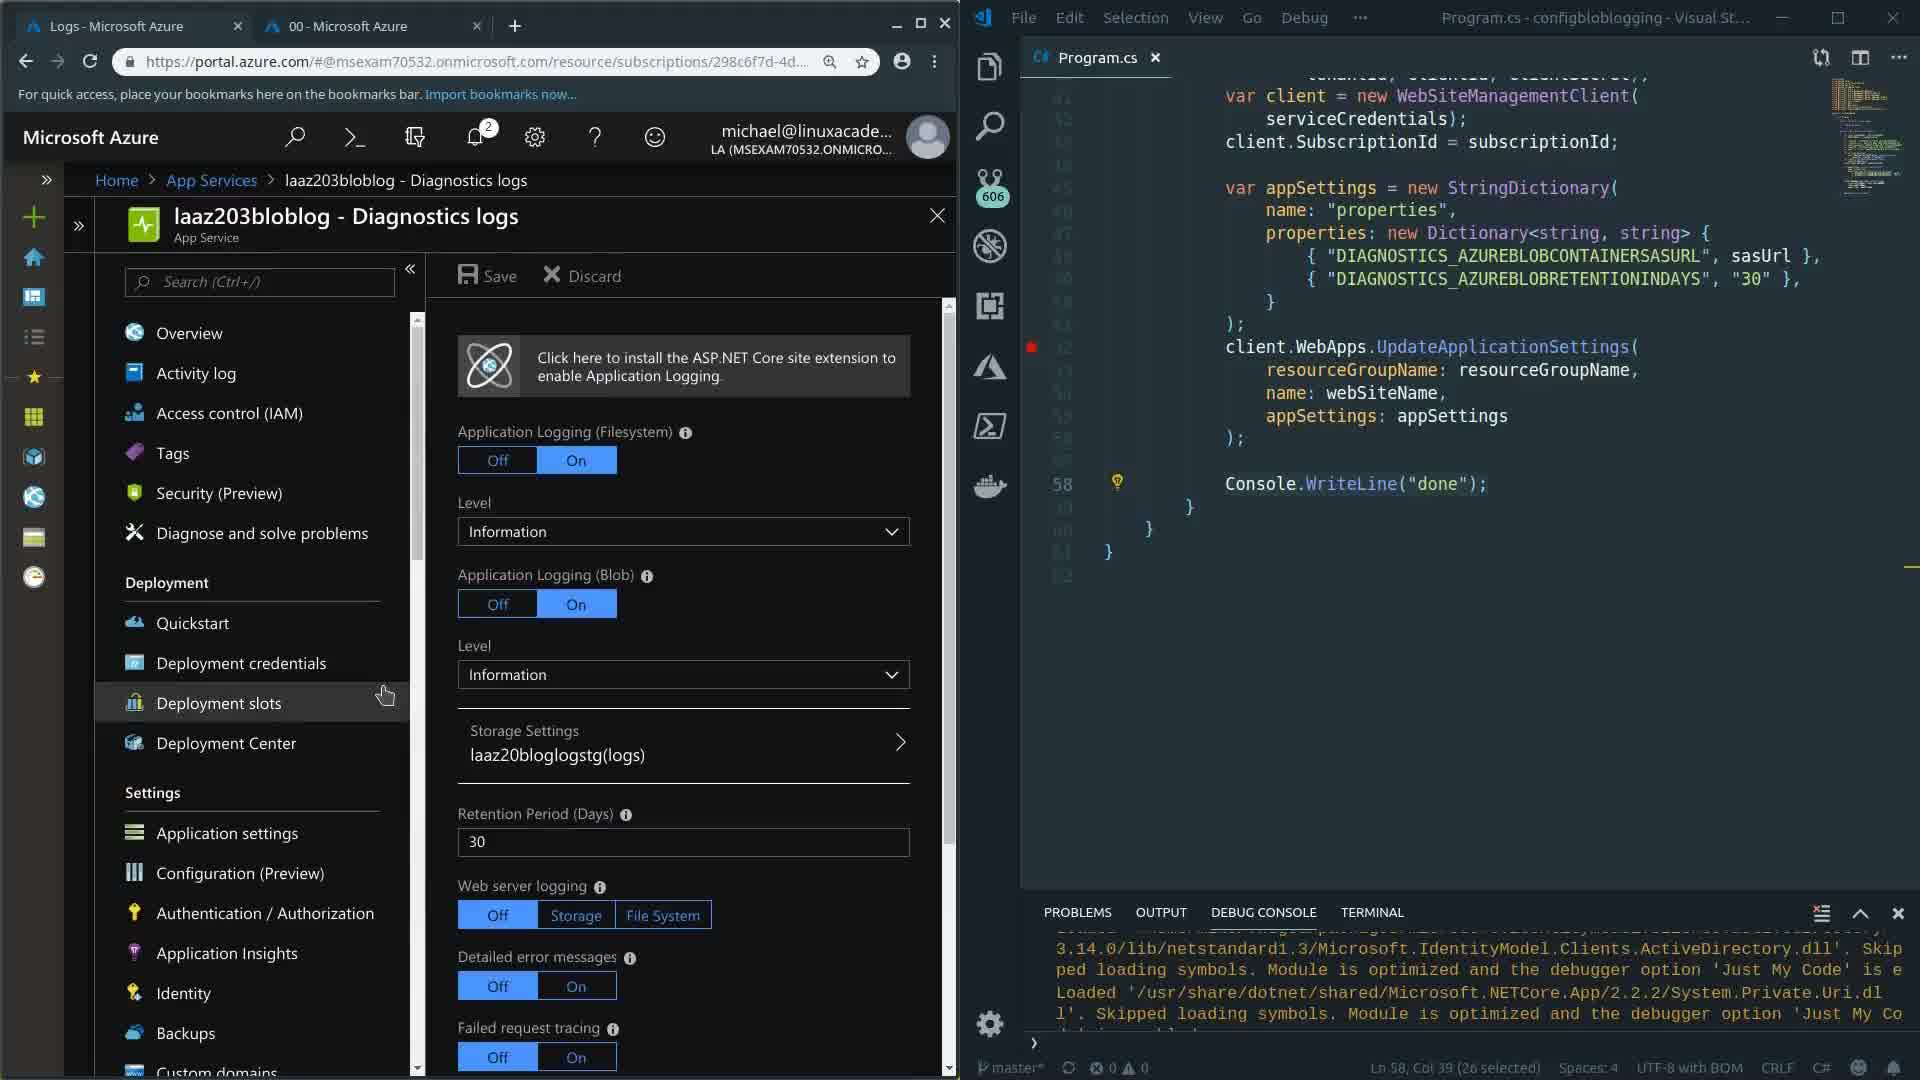 Logs - Microsoft Azure
00 - Microsoft Azure
https://portal.azure.com/#@msexam70532.onmicrosoft.com/resource/subscriptions/298c6f7d-4d...
For quick access, place your bookmarks here on the bookmarks bar. Import bookmarks now...
Microsoft Azure
2
michael@linuxacade...
LA (MSEXAM70532.ONMICRO...
Home > App Services > laaz203bloblog - Diagnostics logs
laaz203bloblog - Diagnostics logs
App Service
Search (Ctrl+/)
Overview
Activity log
Access control (IAM)
Tags
Security (Preview)
Diagnose and solve problems
Deployment
Quickstart
Deployment credentials
Deployment slots
Deployment Center
Settings
Application settings
Configuration (Preview)
Authentication / Authorization
Application Insights
Identity
Backups
Custom domains
Save Discard
Click here to install the ASP.NET Core site extension to
enable Application Logging.
Application Logging (Filesystem)
Off On
Level
Information
Application Logging (Blob)
Off On
Level
Information
Storage Settings
laaz20bloglogstg(logs)
Retention Period (Days)
30
Web server logging
Off Storage File System
Detailed error messages
Off On
Failed request tracing
Off On
File Edit Selection View Go Debug ··· Program.cs - configbloblogging - Visual St...
Program.cs
606
var client = new WebSiteManagementClient(
serviceCredentials);
client.SubscriptionId = subscriptionId;
var appSettings = new StringDictionary(
name: "properties",
properties: new Dictionary<string, string> {
{ "DIAGNOSTICS_AZUREBLOBCONTAINERSASURL", sasUrl },
{ "DIAGNOSTICS_AZUREBLOBRETENTIONINDAYS", "30" },
}
);
client.WebApps.UpdateApplicationSettings(
resourceGroupName: resourceGroupName,
name: webSiteName,
appSettings: appSettings
);
58 Console.WriteLine("done");
}
}
}
PROBLEMS OUTPUT DEBUG CONSOLE TERMINAL
3.14.0/lib/netstandard1.3/Microsoft.IdentityModel.Clients.ActiveDirectory.dll'. Skip
ped loading symbols. Module is optimized and the debugger option 'Just My Code' is e
Loaded '/usr/share/dotnet/shared/Microsoft.NETCore.App/2.2.2/System.Private.Uri.dl
l'. Skipped loading symbols. Module is optimized and the debugger option 'Just My Co
master* 0 0 Ln 58, Col 39 (26 selected) Spaces: 4 UTF-8 with BOM CRLF C#